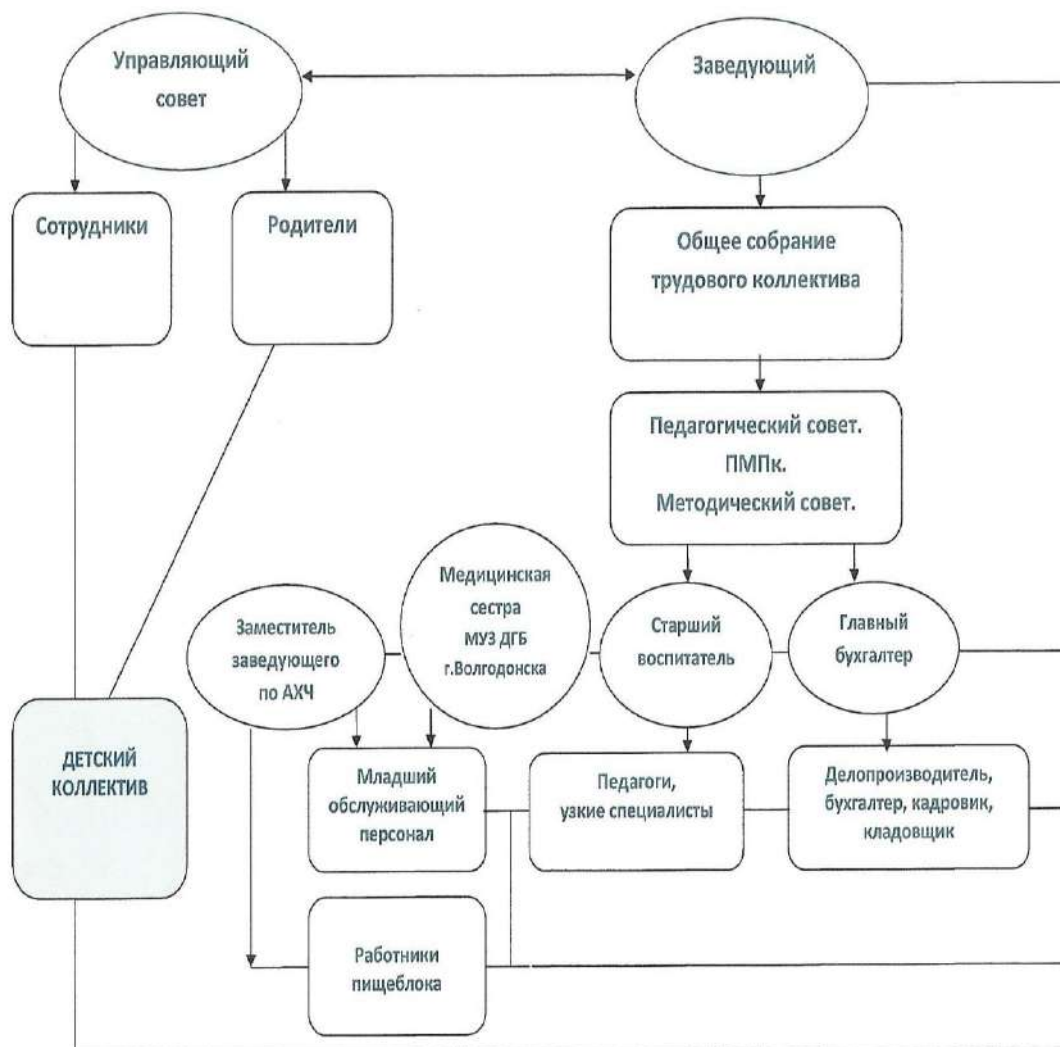 Управляющий
совет
Заведующий
Сотрудники
Родители
Общее собрание
трудового коллектива
Педагогический совет.
ПМПк.
Методический совет.
Заместитель
заведующего
по АХЧ
Медицинская
сестра
МУЗ ДГБ
г.Волгодонска
Старший
воспитатель
Главный
бухгалтер
ДЕТСКИЙ
КОЛЛЕКТИВ
Младший
обслуживающий
персонал
Педагоги,
узкие специалисты
Делопроизводитель,
бухгалтер, кадровик,
кладовщик
Работники
пищеблока